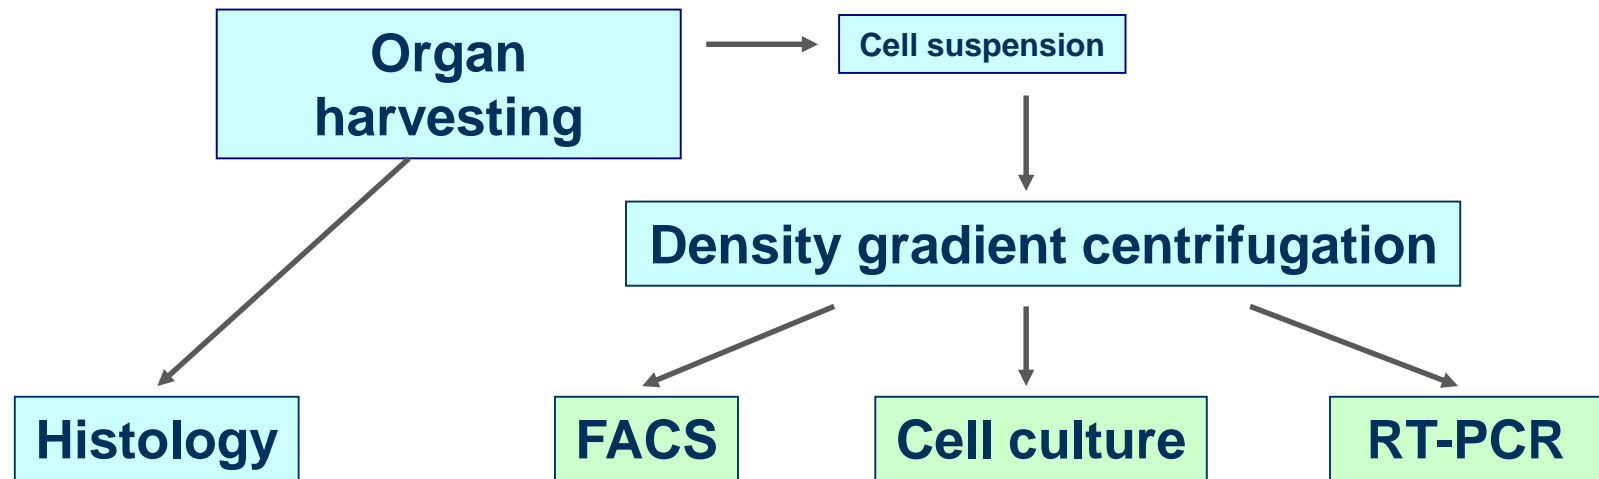 Organ
harvesting
Cell suspension
Density gradient centrifugation
Histology
FACS
Cell culture
RT-PCR